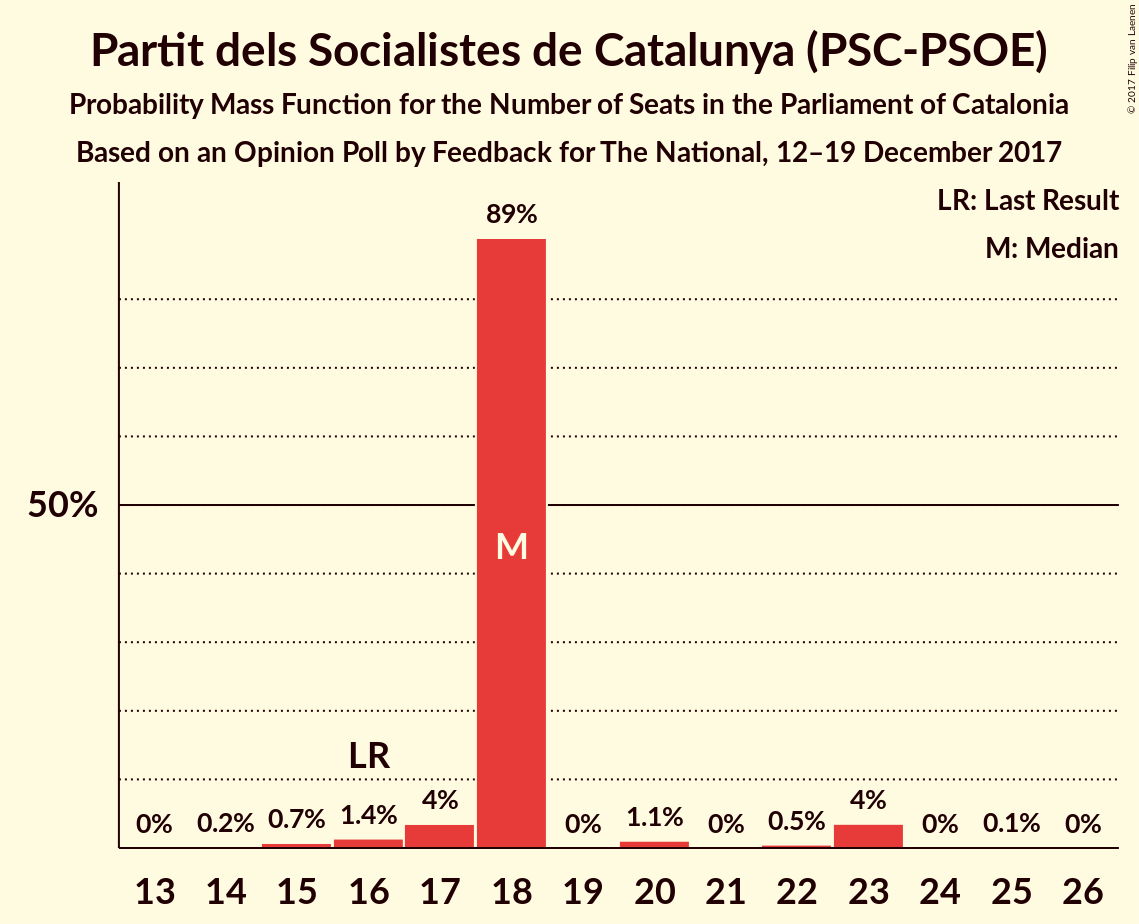 Partit dels Socialistes de Catalunya (PSC-PSOE)
Probability Mass Function for the Number of Seats in the Parliament of Catalonia
Based on an Opinion Poll by Feedback for The National, 12–19 December 2017
© 2017 Filip van Laenen
LR: Last Result
M: Median
89%
50%
M
LR
0% 0.2% 0.7% 1.4% 4% 0% 1.1% 0% 0.5% 4% 0% 0.1% 0%
13 14 15 16 17 18 19 20 21 22 23 24 25 26